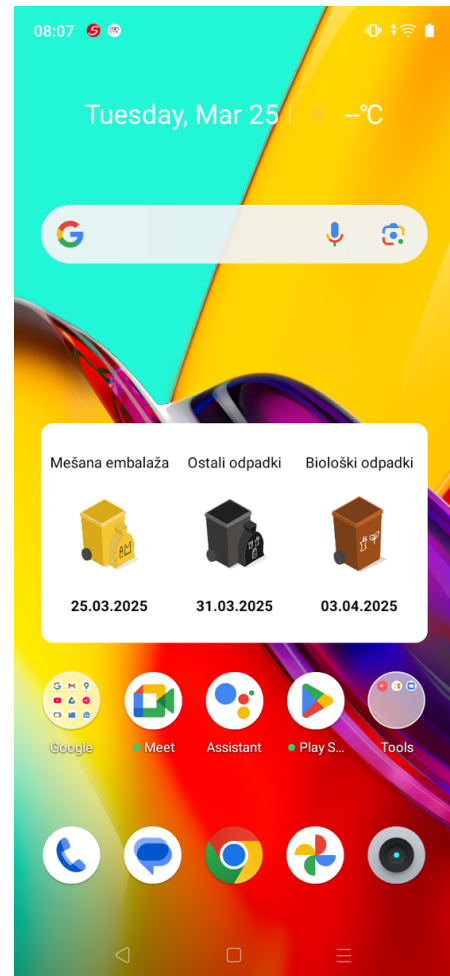 08:07
Tuesday, Mar 25 | --°C
Mešana embalaža Ostali odpadki Biološki odpadki
25.03.2025 31.03.2025 03.04.2025
Google Meet Assistant Play S... Tools